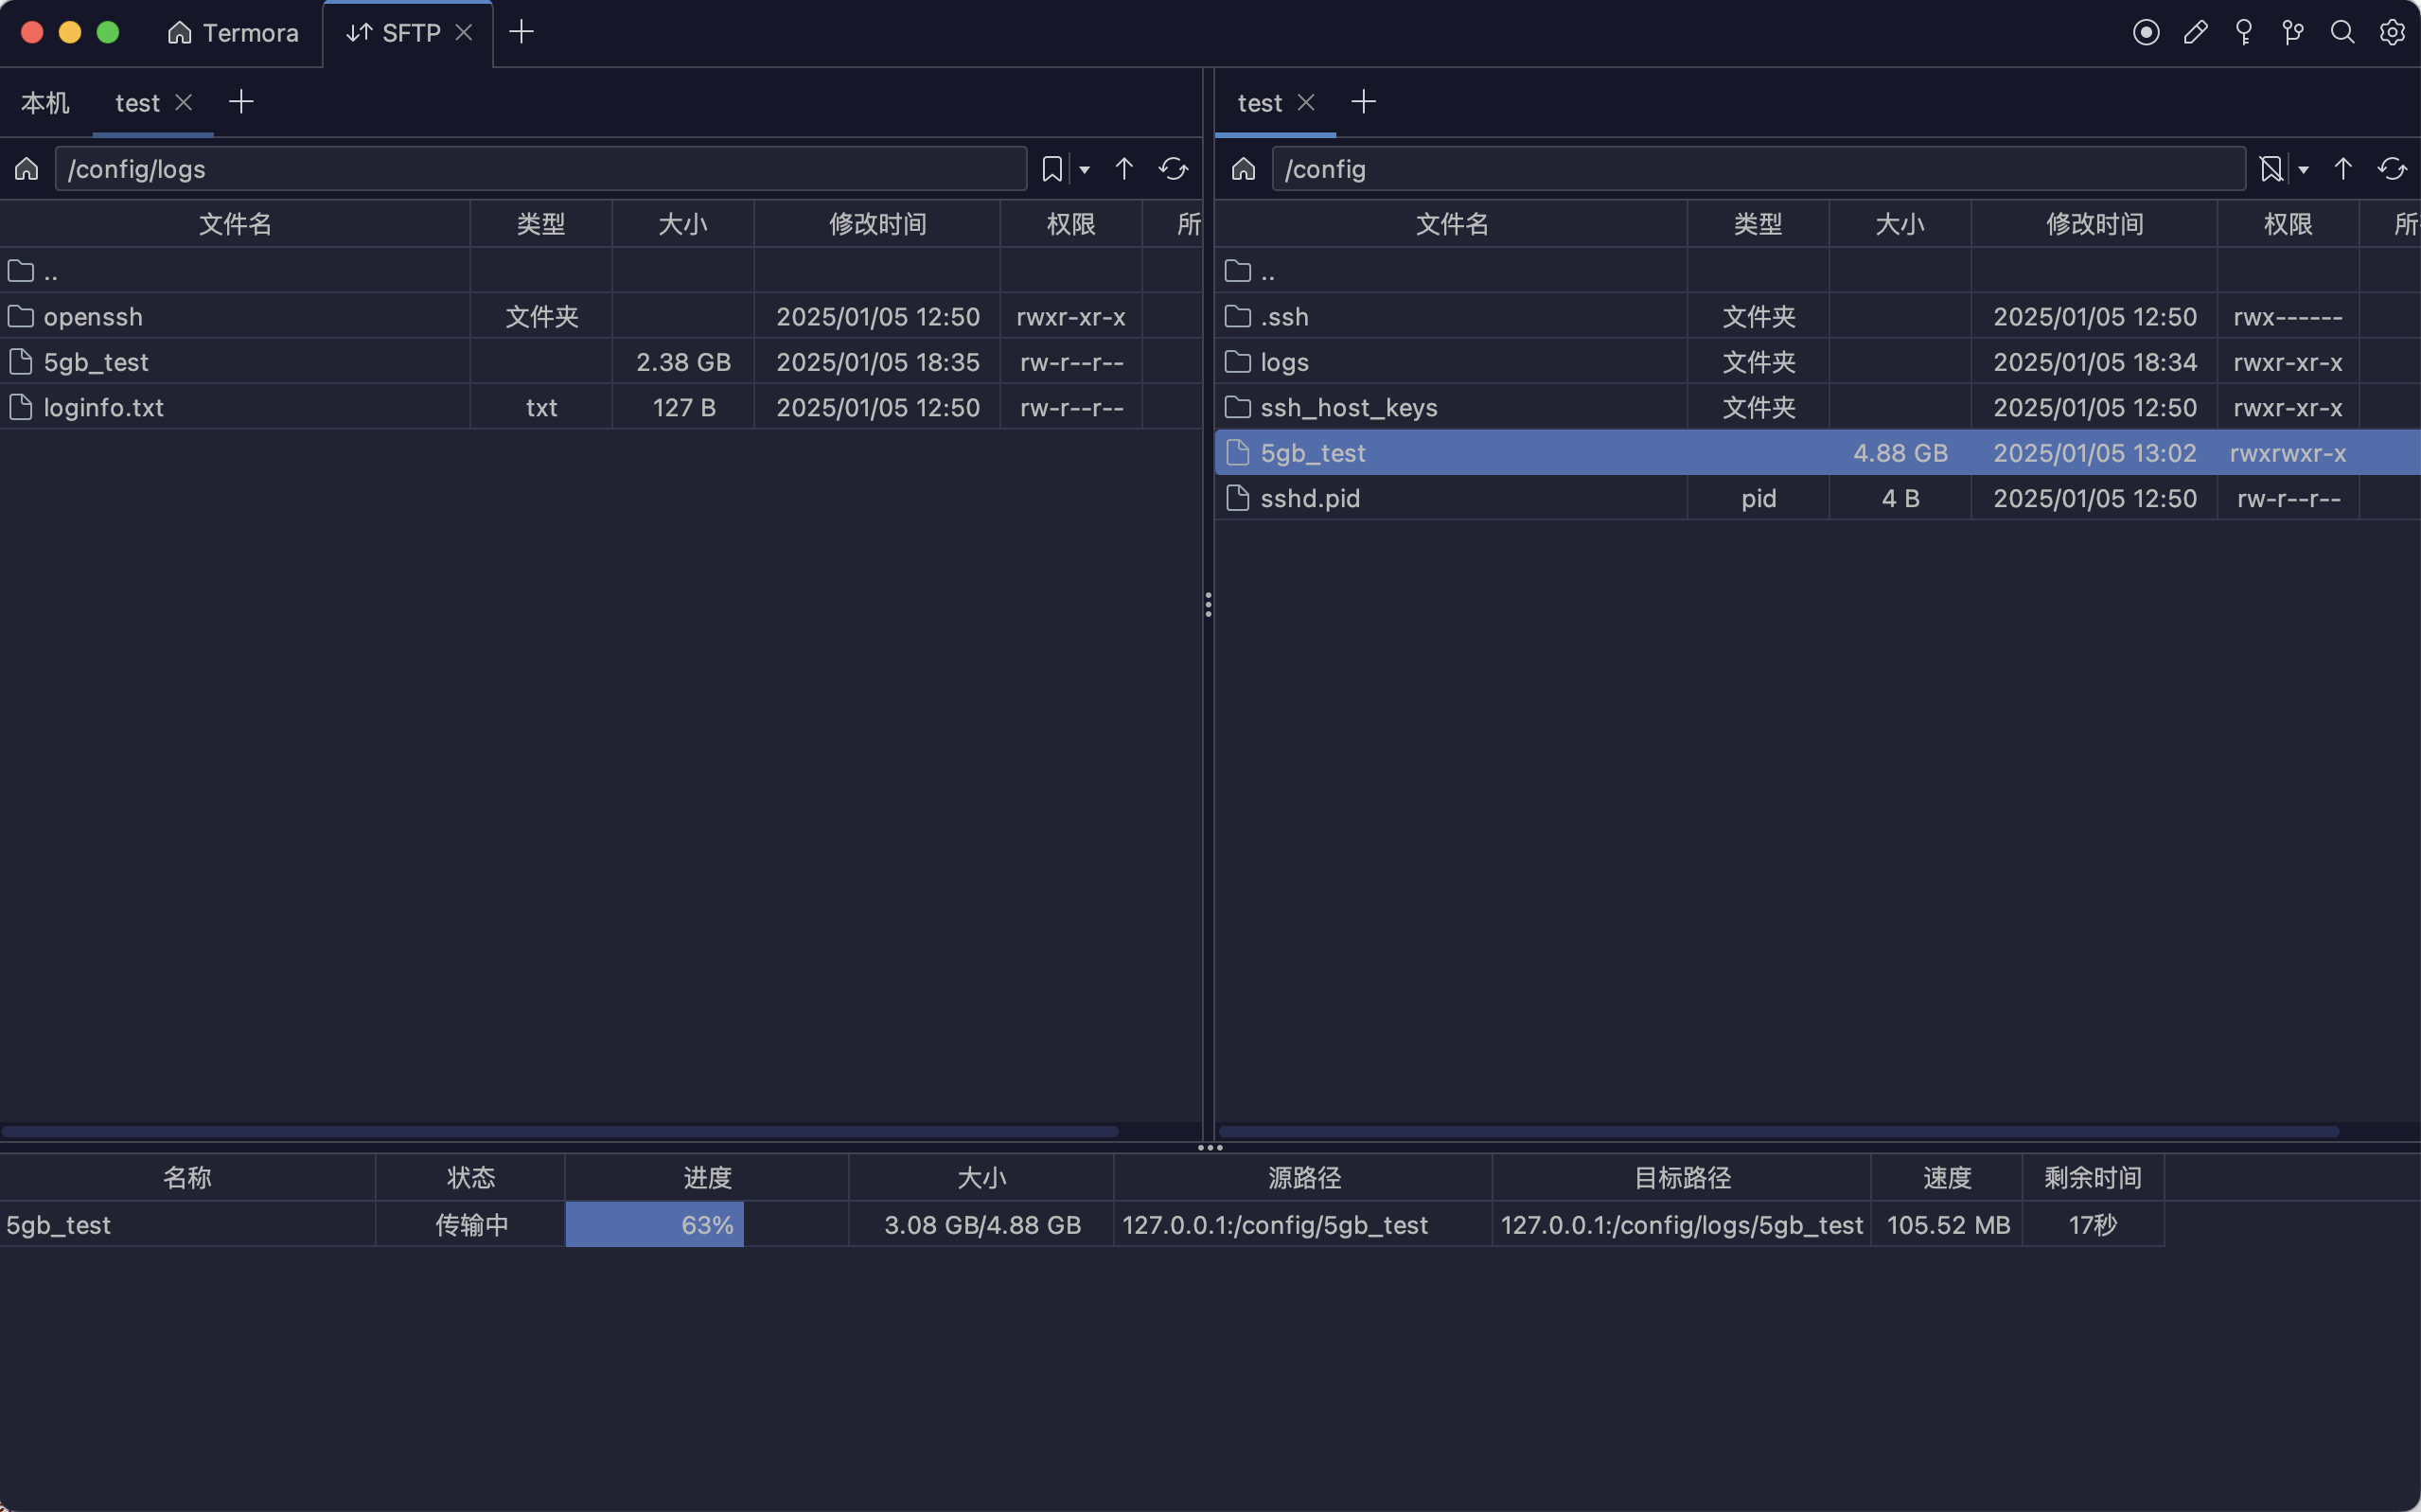 Termora SFTP
本机 test
/config/logs
文件名 类型 大小 修改时间 权限 所
..
openssh 文件夹 2025/01/05 12:50 rwxr-xr-x
5gb_test 2.38 GB 2025/01/05 18:35 rw-r--r--
loginfo.txt txt 127 B 2025/01/05 12:50 rw-r--r--
test
/config
文件名 类型 大小 修改时间 权限 所
..
.ssh 文件夹 2025/01/05 12:50 rwx------
logs 文件夹 2025/01/05 18:34 rwxr-xr-x
ssh_host_keys 文件夹 2025/01/05 12:50 rwxr-xr-x
5gb_test 4.88 GB 2025/01/05 13:02 rwxrwxr-x
sshd.pid pid 4 B 2025/01/05 12:50 rw-r--r--
名称 状态 进度 大小 源路径 目标路径 速度 剩余时间
5gb_test 传输中 63% 3.08 GB/4.88 GB 127.0.0.1:/config/5gb_test 127.0.0.1:/config/logs/5gb_test 105.52 MB 17秒